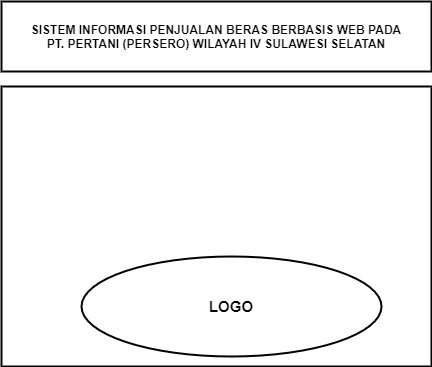 SISTEM INFORMASI PENJUALAN BERAS BERBASIS WEB PADA
PT. PERTANI (PERSERO) WILAYAH IV SULAWESI SELATAN
LOGO